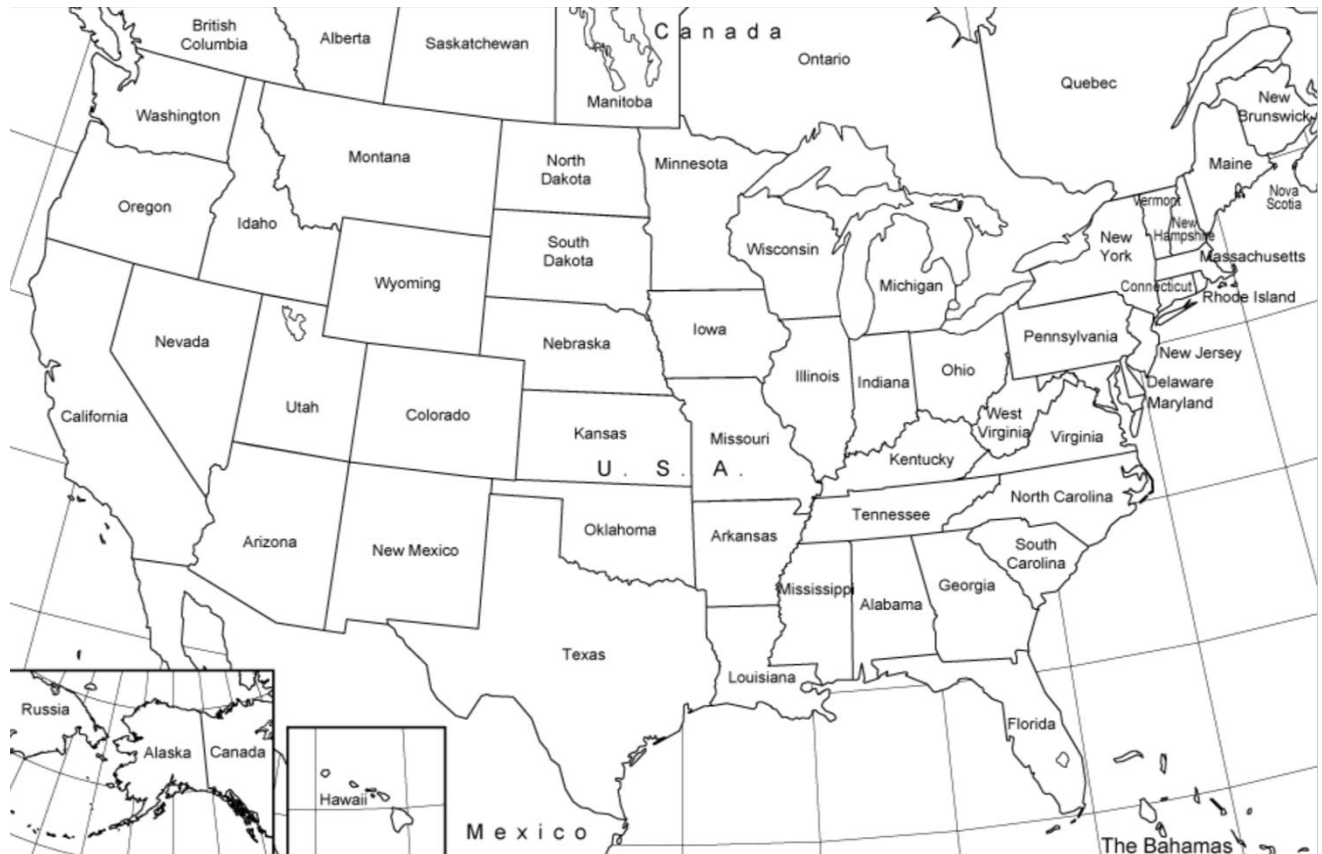 British
Columbia
Alberta
Saskatchewan
Manitoba
Canada
Ontario
Quebec
New
Brunswick
Nova
Scotia
Washington
Montana
North
Dakota
Minnesota
Maine
Vermont
New
Hampshire
Oregon
Idaho
South
Dakota
Wisconsin
Michigan
New
York
Massachusetts
Connecticut
Rhode Island
Wyoming
Nebraska
Iowa
Pennsylvania
New Jersey
Nevada
Utah
Colorado
Illinois
Indiana
Ohio
Delaware
Maryland
California
Kansas
Missouri
West
Virginia
Virginia
Kentucky
U. S. A.
Arizona
New Mexico
Oklahoma
Arkansas
Tennessee
North Carolina
South
Carolina
Texas
Louisiana
Mississippi
Alabama
Georgia
Florida
Russia
Alaska
Canada
Hawaii
Mexico
The Bahamas